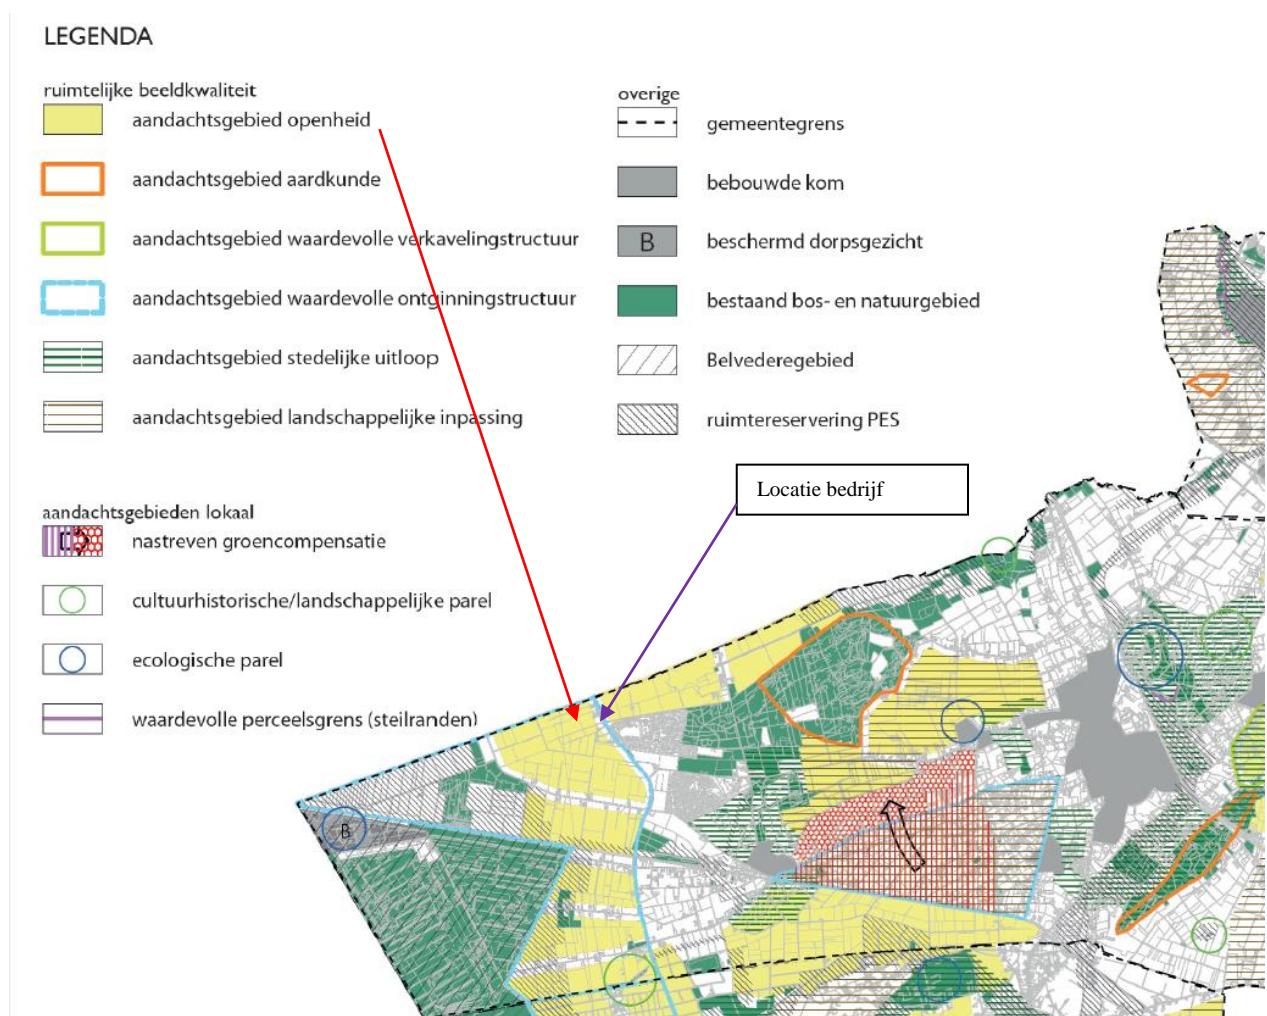 LEGENDA
ruimtelijke beeldkwaliteit
aandachtsgebied openheid
aandachtsgebied aardkunde
aandachtsgebied waardevolle verkavelingstructuur
aandachtsgebied waardevolle ontginningstructuur
aandachtsgebied stedelijke uitloop
aandachtsgebied landschappelijke inpassing
aandachtsgebieden lokaal
nastreven groencompensatie
cultuurhistorische/landschappelijke parel
ecologische parel
waardevolle perceelsgrens (steilranden)
overige
gemeentegrens
bebouwde kom
B beschermd dorpsgezicht
bestaand bos- en natuurgebied
Belvederegebied
ruimtereservering PES
Locatie bedrijf
B